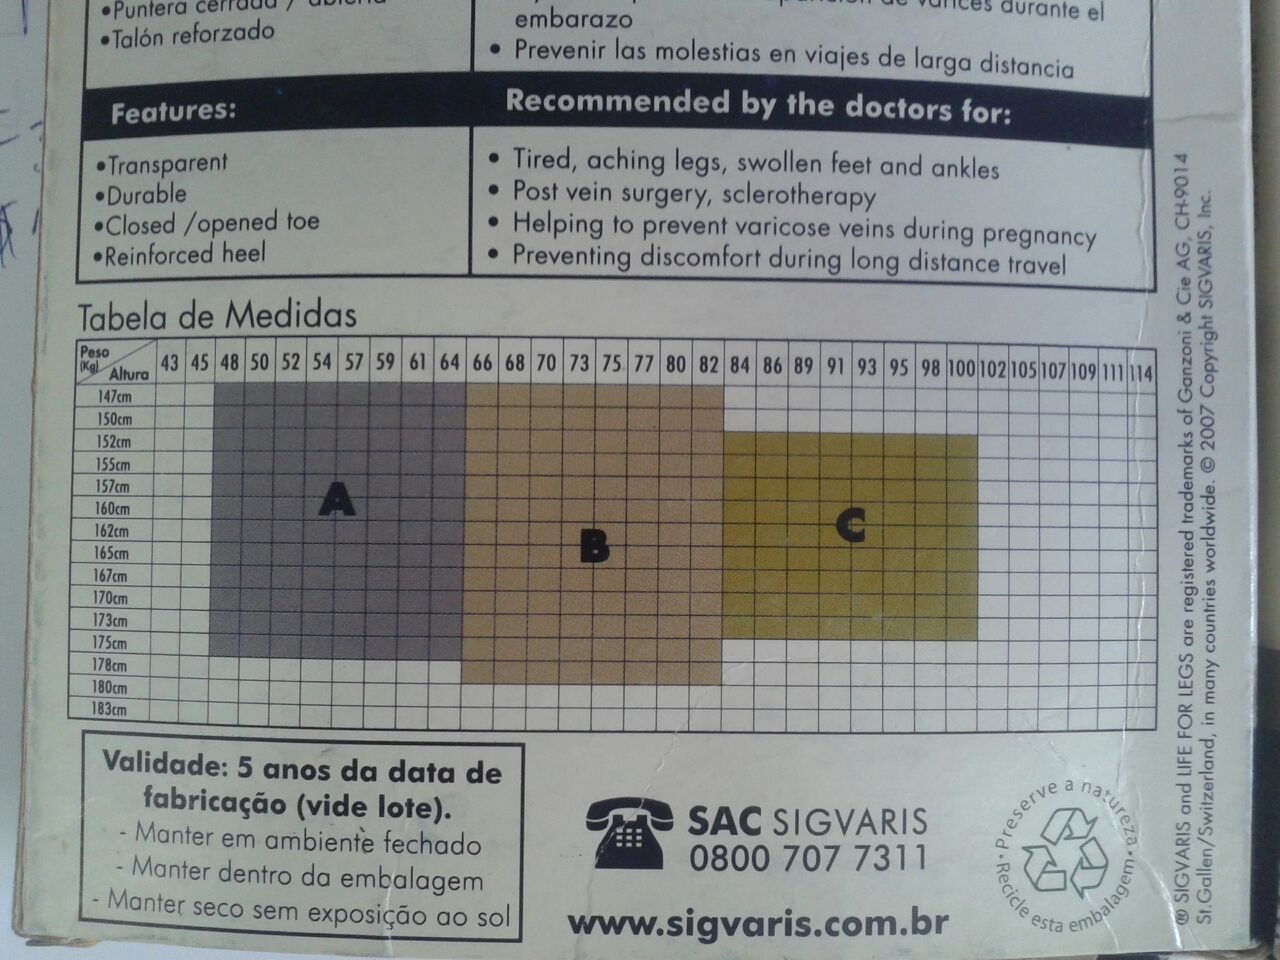 •Puntera cerrada / abierta
•Talón reforzado
de várices durante el
embarazo
• Prevenir las molestias en viajes de larga distancia
Features:
Recommended by the doctors for:
•Transparent
•Durable
•Closed /opened toe
•Reinforced heel
• Tired, aching legs, swollen feet and ankles
• Post vein surgery, sclerotherapy
• Helping to prevent varicose veins during pregnancy
• Preventing discomfort during long distance travel
Tabela de Medidas
Peso (Kg) Altura 43 45 48 50 52 54 57 59 61 64 66 68 70 73 75 77 80 82 84 86 89 91 93 95 98 100 102 105 107 109 111 114
147cm
150cm
152cm
155cm
157cm
160cm
162cm
165cm
167cm
170cm
173cm
175cm
178cm
180cm
183cm
A
B
C
Validade: 5 anos da data de
fabricação (vide lote).
- Manter em ambiente fechado
- Manter dentro da embalagem
- Manter seco sem exposição ao sol
SAC SIGVARIS
0800 707 7311
www.sigvaris.com.br
Preserve a natureza
• Recicle esta embalagem •
® SIGVARIS and LIFE FOR LEGS are registered trademarks of Ganzoni & Cie AG, CH-9014
St.Gallen/Switzerland, in many countries worldwide. © 2007 Copyright SIGVARIS, Inc.